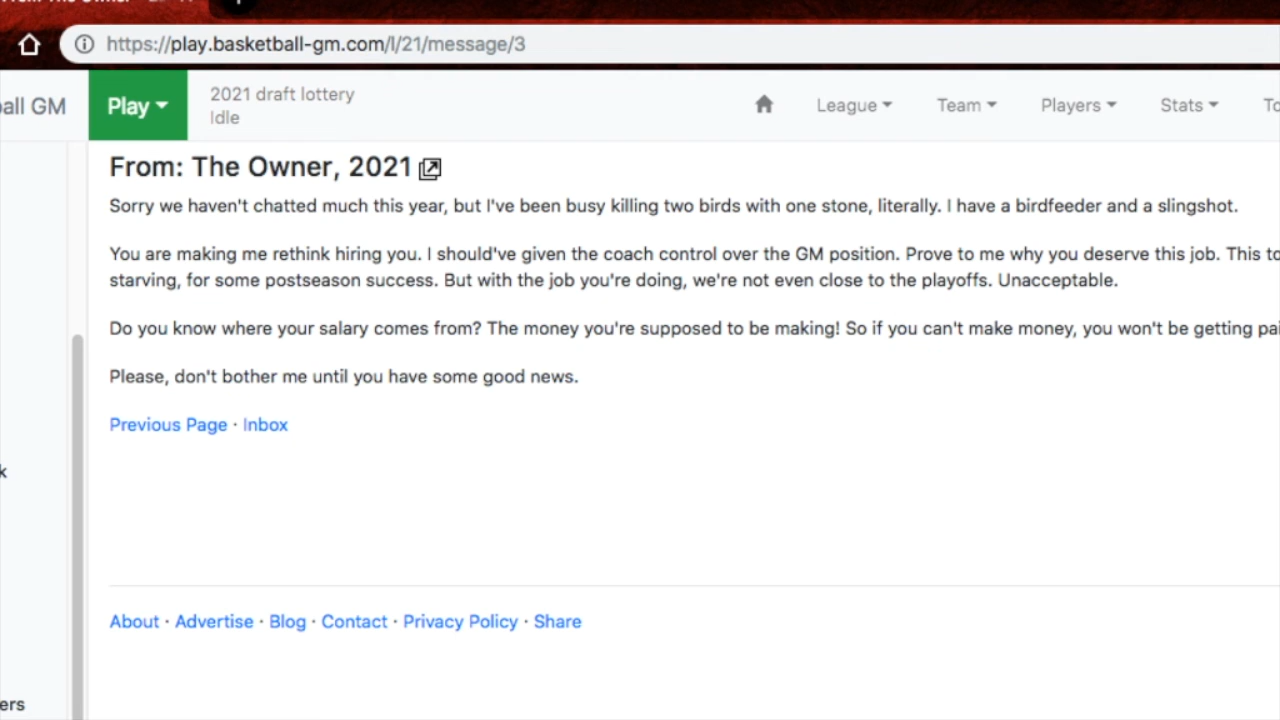 https://play.basketball-gm.com/l/21/message/3
all GM
Play
2021 draft lottery
Idle
League
Team
Players
Stats
From: The Owner, 2021
Sorry we haven't chatted much this year, but I've been busy killing two birds with one stone, literally. I have a birdfeeder and a slingshot.
You are making me rethink hiring you. I should've given the coach control over the GM position. Prove to me why you deserve this job. This
starving, for some postseason success. But with the job you're doing, we're not even close to the playoffs. Unacceptable.
Do you know where your salary comes from? The money you're supposed to be making! So if you can't make money, you won't be getting
Please, don't bother me until you have some good news.
Previous Page · Inbox
k
ers
About · Advertise · Blog · Contact · Privacy Policy · Share